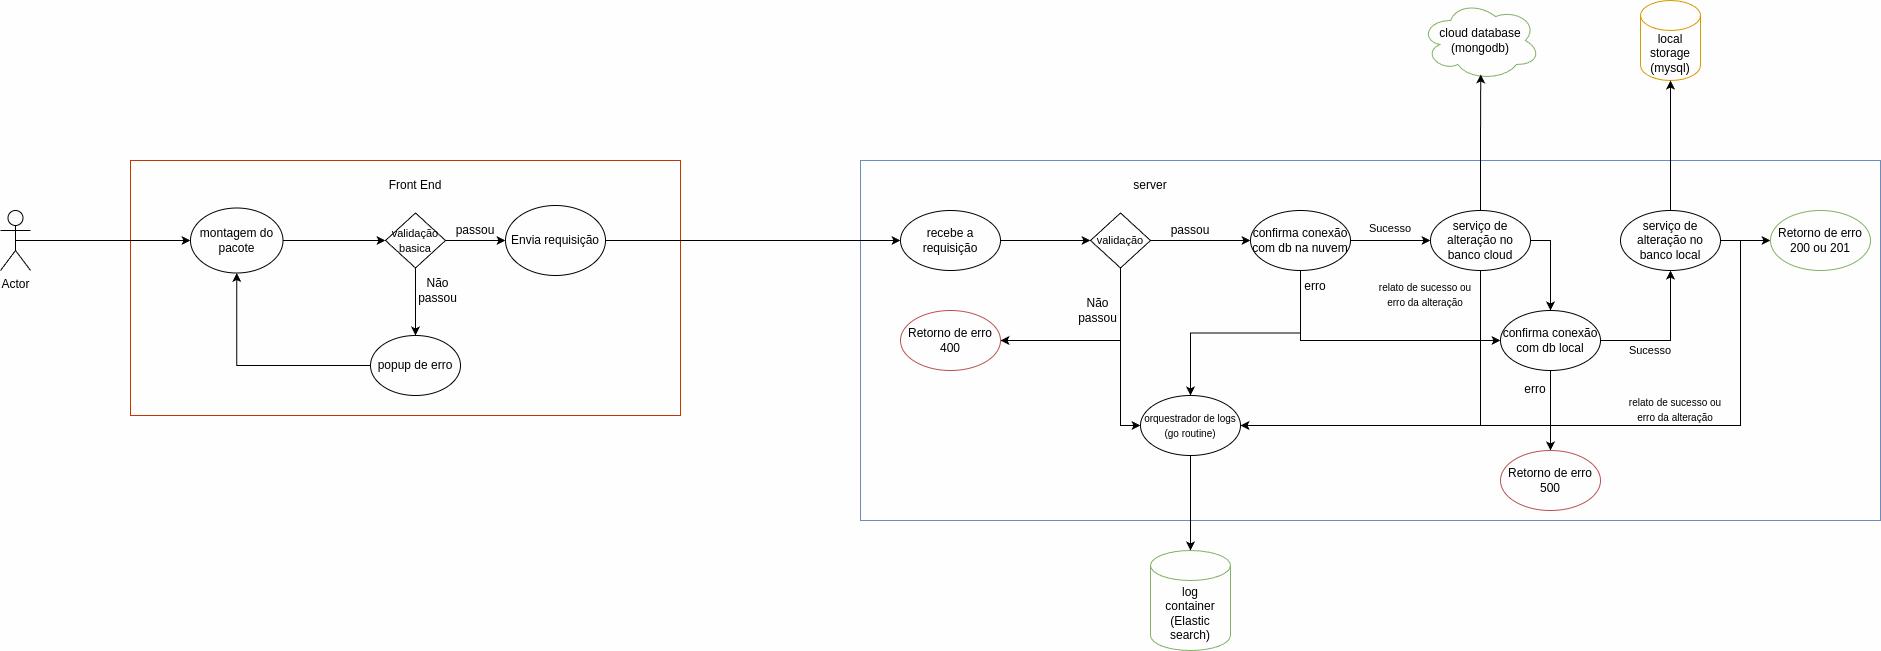 cloud database
(mongodb)
local
storage
(mysql)
Actor
Front End
montagem do
pacote
validação
basica
passou
Envia requisição
Não
passou
popup de erro
server
recebe a
requisição
validação
passou
confirma conexão
com db na nuvem
Sucesso
serviço de
alteração no
banco cloud
serviço de
alteração no
banco local
Retorno de erro
200 ou 201
Não
passou
erro
relato de sucesso ou
erro da alteração
Retorno de erro
400
confirma conexão
com db local
Sucesso
erro
relato de sucesso ou
erro da alteração
orquestrador de logs
(go routine)
Retorno de erro
500
log
container
(Elastic
search)